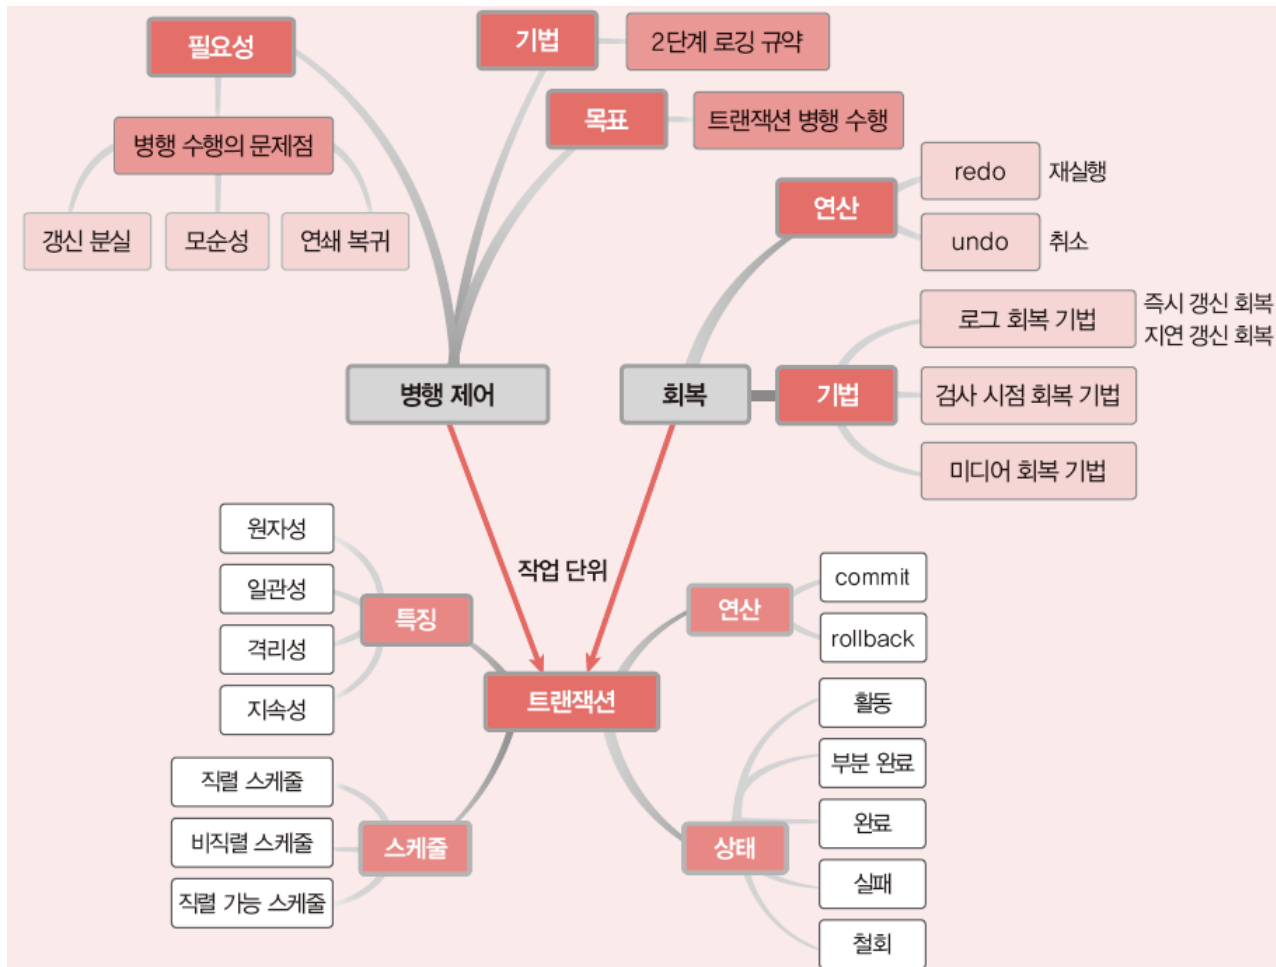 필요성
병행 수행의 문제점
갱신 분실
모순성
연쇄 복귀
기법
2단계 로깅 규약
목표
트랜잭션 병행 수행
연산
redo
재실행
undo
취소
병행 제어
회복
기법
로그 회복 기법
즉시 갱신 회복
지연 갱신 회복
검사 시점 회복 기법
미디어 회복 기법
작업 단위
원자성
일관성
격리성
지속성
특징
트랜잭션
연산
commit
rollback
직렬 스케줄
비직렬 스케줄
직렬 가능 스케줄
스케줄
상태
활동
부분 완료
완료
실패
철회